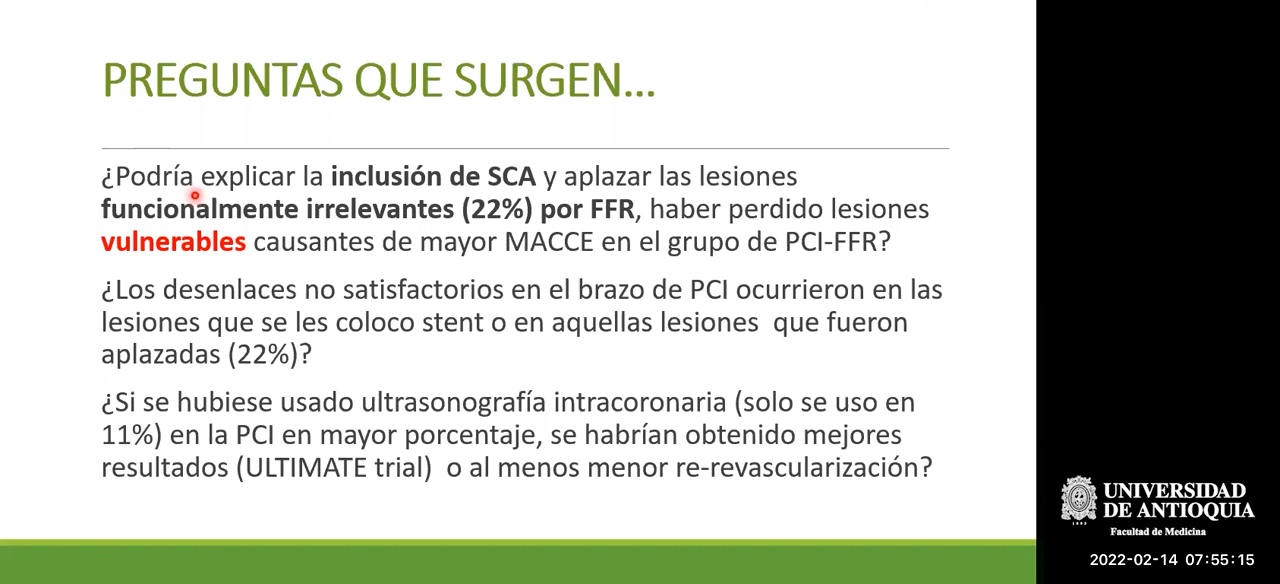 PREGUNTAS QUE SURGEN...
¿Podría explicar la inclusión de SCA y aplazar las lesiones
funcionalmente irrelevantes (22%) por FFR, haber perdido lesiones
vulnerables causantes de mayor MACCE en el grupo de PCI-FFR?
¿Los desenlaces no satisfactorios en el brazo de PCI ocurrieron en las
lesiones que se les coloco stent o en aquellas lesiones  que fueron
aplazadas (22%)?
¿Si se hubiese usado ultrasonografía intracoronaria (solo se uso en
11%) en la PCI en mayor porcentaje, se habrían obtenido mejores
resultados (ULTIMATE trial)  o al menos menor re-revascularización?
UNIVERSIDAD
DE ANTIOQUIA
1803
Facultad de Medicina
2022-02-14 07:55:15